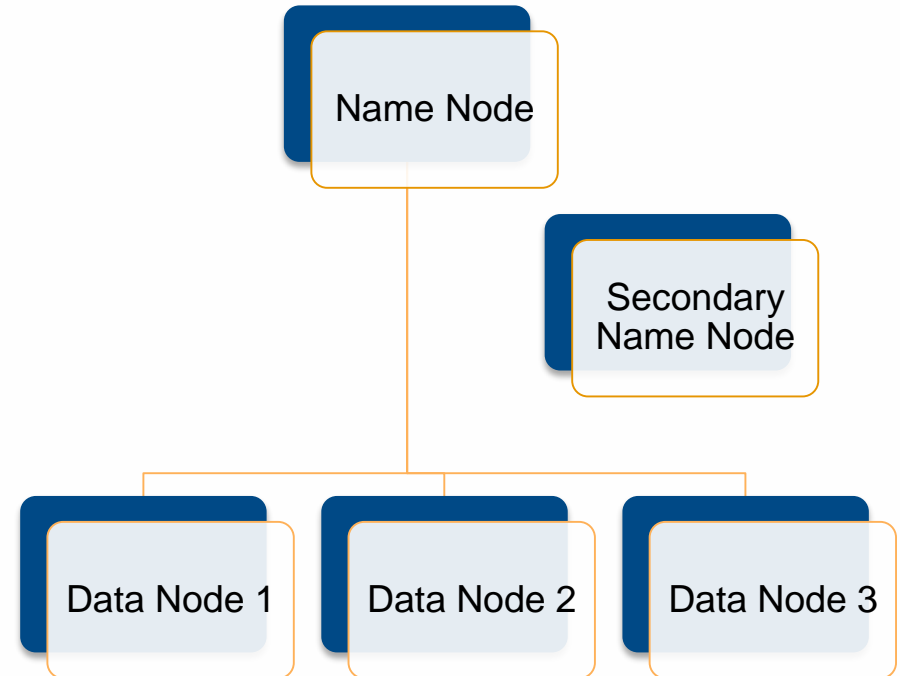 Name Node
Secondary
Name Node
Data Node 1
Data Node 2
Data Node 3